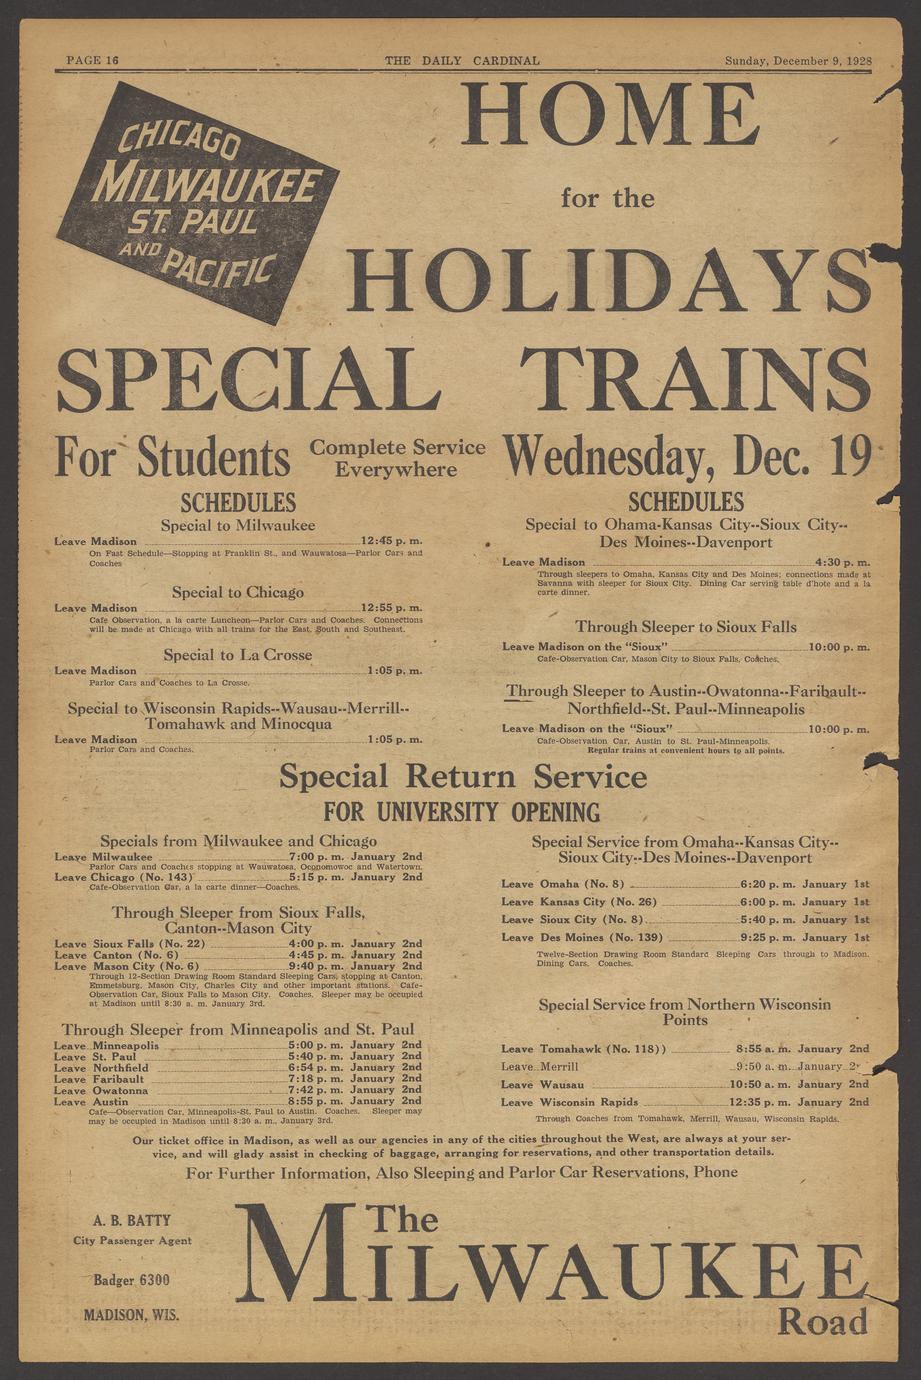 PAGE 16
THE DAILY CARDINAL
Sunday, December 9, 1928
CHICAGO
MILWAUKEE
ST. PAUL
AND PACIFIC
HOME
for the
HOLIDAYS
SPECIAL TRAINS
For Students
Complete Service
Everywhere
Wednesday, Dec. 19
SCHEDULES
Special to Milwaukee
Leave Madison 12:45 p. m.
On Fast Schedule—Stopping at Franklin St., and Wauwatosa—Parlor Cars and
Coaches
Special to Chicago
Leave Madison 12:55 p. m.
Cafe Observation, a la carte Luncheon—Parlor Cars and Coaches. Connections
will be made at Chicago with all trains for the East, South and Southeast.
Special to La Crosse
Leave Madison 1:05 p. m.
Parlor Cars and Coaches to La Crosse.
Special to Wisconsin Rapids--Wausau--Merrill--
Tomahawk and Minocqua
Leave Madison 1:05 p. m.
Parlor Cars and Coaches.
SCHEDULES
Special to Ohama-Kansas City--Sioux City--
Des Moines--Davenport
Leave Madison 4:30 p. m.
Through sleepers to Omaha, Kansas City and Des Moines; connections made at
Savanna with sleeper for Sioux City. Dining Car serving table d'hote and a la
carte dinner.
Through Sleeper to Sioux Falls
Leave Madison on the "Sioux" 10:00 p. m.
Cafe-Observation Car, Mason City to Sioux Falls, Coaches.
Through Sleeper to Austin--Owatonna--Faribault--
Northfield--St. Paul--Minneapolis
Leave Madison on the "Sioux" 10:00 p. m.
Cafe-Observation Car, Austin to St. Paul-Minneapolis.
Regular trains at convenient hours to all points.
Special Return Service
FOR UNIVERSITY OPENING
Specials from Milwaukee and Chicago
Leave Milwaukee 7:00 p. m. January 2nd
Parlor Cars and Coaches stopping at Wauwatosa, Oconomowoc and Watertown.
Leave Chicago (No. 143) 5:15 p. m. January 2nd
Cafe-Observation Car, a la carte dinner—Coaches.
Through Sleeper from Sioux Falls,
Canton--Mason City
Leave Sioux Falls (No. 22) 4:00 p. m. January 2nd
Leave Canton (No. 6) 4:45 p. m. January 2nd
Leave Mason City (No. 6) 9:40 p. m. January 2nd
Through 12-Section Drawing Room Standard Sleeping Cars, stopping at Canton,
Emmetsburg, Mason City, Charles City and other important stations. Cafe-
Observation Car, Sioux Falls to Mason City. Coaches. Sleeper may be occupied
at Madison until 8:30 a. m. January 3rd.
Through Sleeper from Minneapolis and St. Paul
Leave Minneapolis 5:00 p. m. January 2nd
Leave St. Paul 5:40 p. m. January 2nd
Leave Northfield 6:54 p. m. January 2nd
Leave Faribault 7:18 p. m. January 2nd
Leave Owatonna 7:42 p. m. January 2nd
Leave Austin 8:55 p. m. January 2nd
Cafe—Observation Car, Minneapolis-St. Paul to Austin. Coaches. Sleeper may
may be occupied in Madison until 8:30 a. m., January 3rd.
Special Service from Omaha--Kansas City--
Sioux City--Des Moines--Davenport
Leave Omaha (No. 8) 6:20 p. m. January 1st
Leave Kansas City (No. 26) 6:00 p. m. January 1st
Leave Sioux City (No. 8) 5:40 p. m. January 1st
Leave Des Moines (No. 139) 9:25 p. m. January 1st
Twelve-Section Drawing Room Standard Sleeping Cars through to Madison.
Dining Cars. Coaches.
Special Service from Northern Wisconsin
Points
Leave Tomahawk (No. 118)) 8:55 a. m. January 2nd
Leave Merrill 9:50 a. m. January
Leave Wausau 10:50 a. m. January 2nd
Leave Wisconsin Rapids 12:35 p. m. January 2nd
Through Coaches from Tomahawk, Merrill, Wausau, Wisconsin Rapids.
Our ticket office in Madison, as well as our agencies in any of the cities throughout the West, are always at your ser-
vice, and will glady assist in checking of baggage, arranging for reservations, and other transportation details.
For Further Information, Also Sleeping and Parlor Car Reservations, Phone
A. B. BATTY
City Passenger Agent
Badger 6300
MADISON, WIS.
The
MILWAUKEE
Road